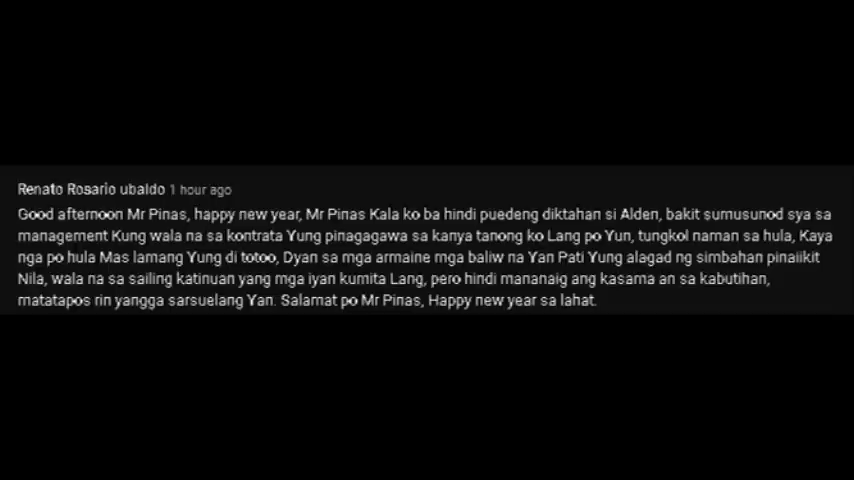 Renato Rosario ubaldo 1 hour ago
Good afternoon Mr Pinas, happy new year, Mr Pinas Kala ko ba hindi puedeng diktahan si Alden, bakit sumusunod sya sa
management Kung wala na sa kontrata Yung pinagagawa sa kanya tanong ko Lang po Yun, tungkol naman sa hula, Kaya
nga po hula Mas lamang Yung di totoo, Dyan sa mga armaine mga baliw na Yan Pati Yung alagad ng simbahan pinaiikit
Nila, wala na sa sailing katinuan yang mga iyan kumita Lang, pero hindi mananaig ang kasama an sa kabutihan,
matatapos rin yangga sarsuelang Yan. Salamat po Mr Pinas, Happy new year sa lahat.